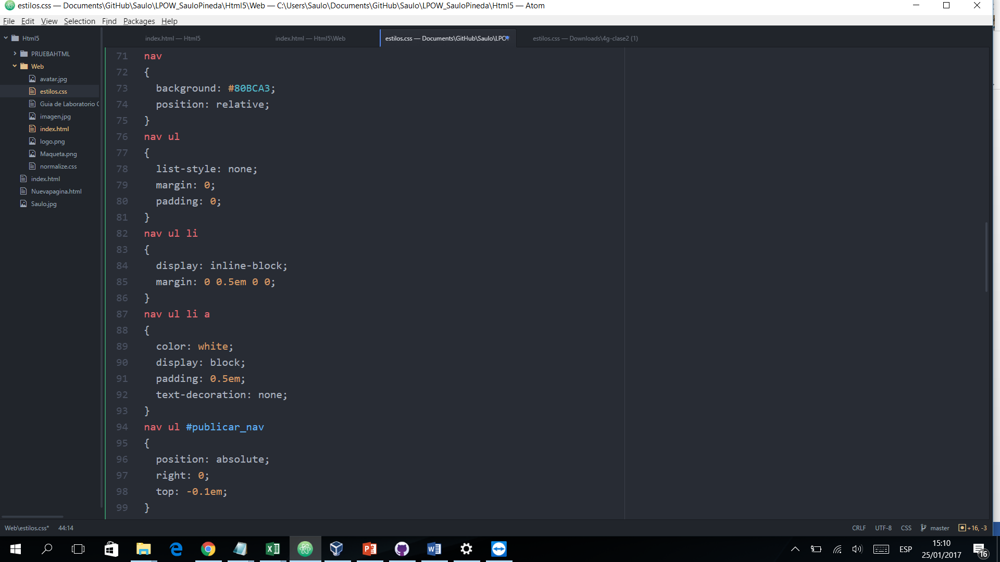 estilos.css — Documents\GitHub\Saulo\LPOW_SauloPineda\Html5\Web — C:\Users\Saulo\Documents\GitHub\Saulo\LPOW_SauloPineda\Html5 — Atom
File Edit View Selection Find Packages Help
Html5
PRUEBAHTML
Web
avatar.jpg
estilos.css
Guia de Laboratorio
imagen.jpg
index.html
logo.png
Maqueta.png
normalize.css
index.html
Nuevapagina.html
Saulo.jpg
index.html — Html5
index.html — Html5\Web
estilos.css — Documents\GitHub\Saulo\LPOW
estilos.css — Downloads\4g-clase2 (1)
71 nav
72 {
73 background: #80BCA3;
74 position: relative;
75 }
76 nav ul
77 {
78 list-style: none;
79 margin: 0;
80 padding: 0;
81 }
82 nav ul li
83 {
84 display: inline-block;
85 margin: 0 0.5em 0 0;
86 }
87 nav ul li a
88 {
89 color: white;
90 display: block;
91 padding: 0.5em;
92 text-decoration: none;
93 }
94 nav ul #publicar_nav
95 {
96 position: absolute;
97 right: 0;
98 top: -0.1em;
99 }
Web\estilos.css* 44:14
CRLF UTF-8 CSS master +16, -3
ESP
15:10
25/01/2017
16